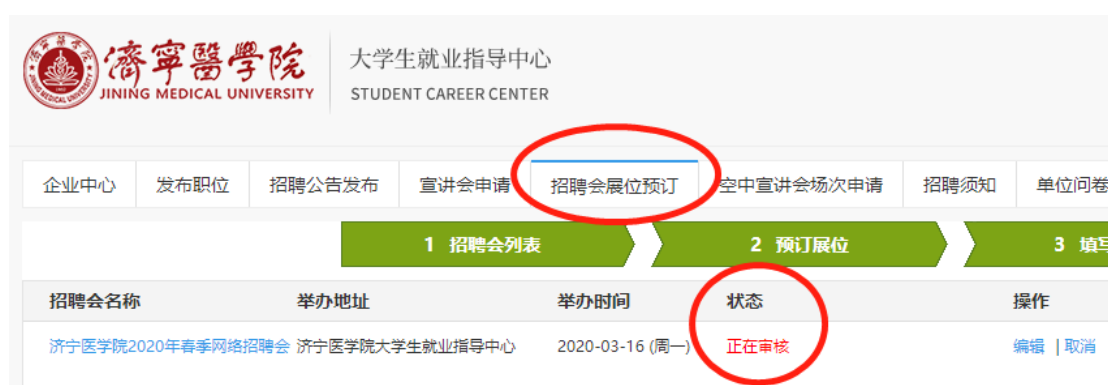 濟寧醫學院
JINING MEDICAL UNIVERSITY
大学生就业指导中心
STUDENT CAREER CENTER
企业中心 发布职位 招聘公告发布 宣讲会申请 招聘会展位预订 空中宣讲会场次申请 招聘须知 单位问卷
1 招聘会列表 2 预订展位 3 填写
招聘会名称 举办地址 举办时间 状态 操作
济宁医学院2020年春季网络招聘会 济宁医学院大学生就业指导中心 2020-03-16 (周一) 正在审核 编辑 | 取消